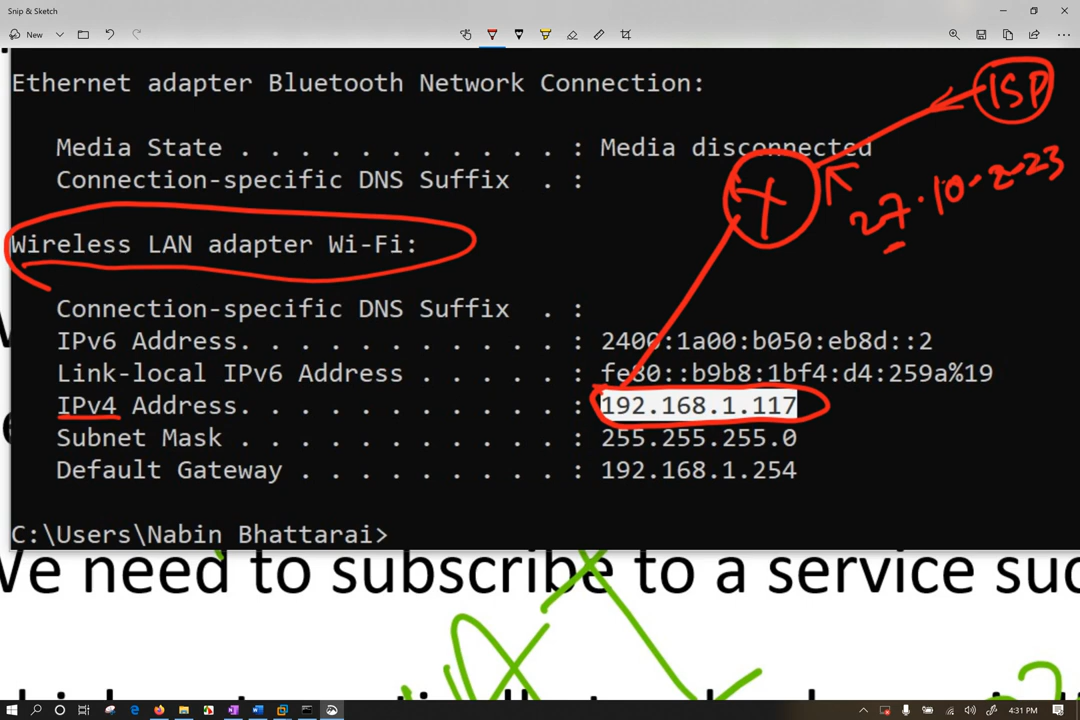 Snip & Sketch
New
Ethernet adapter Bluetooth Network Connection:
ISP
Media State . . . . . . . . . . . : Media disconnected
Connection-specific DNS Suffix . :
27.10.2.23
Wireless LAN adapter Wi-Fi:
Connection-specific DNS Suffix . :
IPv6 Address. . . . . . . . . . . : 2400:1a00:b050:eb8d::2
Link-local IPv6 Address . . . . . : fe80::b9b8:1bf4:d4:259a%19
IPv4 Address. . . . . . . . . . . : 192.168.1.117
Subnet Mask . . . . . . . . . . . : 255.255.255.0
Default Gateway . . . . . . . . . : 192.168.1.254
C:\Users\Nabin Bhattarai>
We need to subscribe to a service suc
4:31 PM